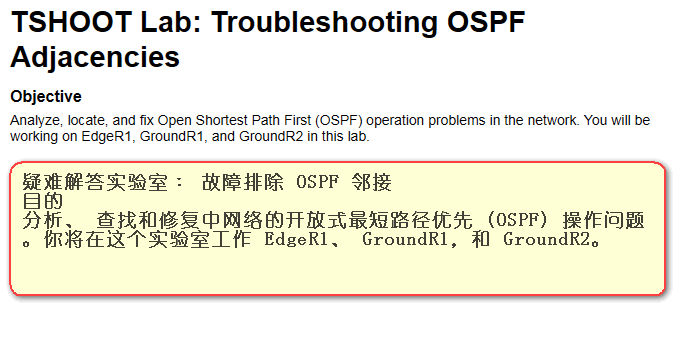 TSHOOT Lab: Troubleshooting OSPF
Adjacencies
Objective
Analyze, locate, and fix Open Shortest Path First (OSPF) operation problems in the network. You will be
working on EdgeR1, GroundR1, and GroundR2 in this lab.
疑难解答实验室： 故障排除 OSPF 邻接
目的
分析、 查找和修复中网络的开放式最短路径优先 (OSPF) 操作问题
。你将在这个实验室工作 EdgeR1、 GroundR1，和 GroundR2。